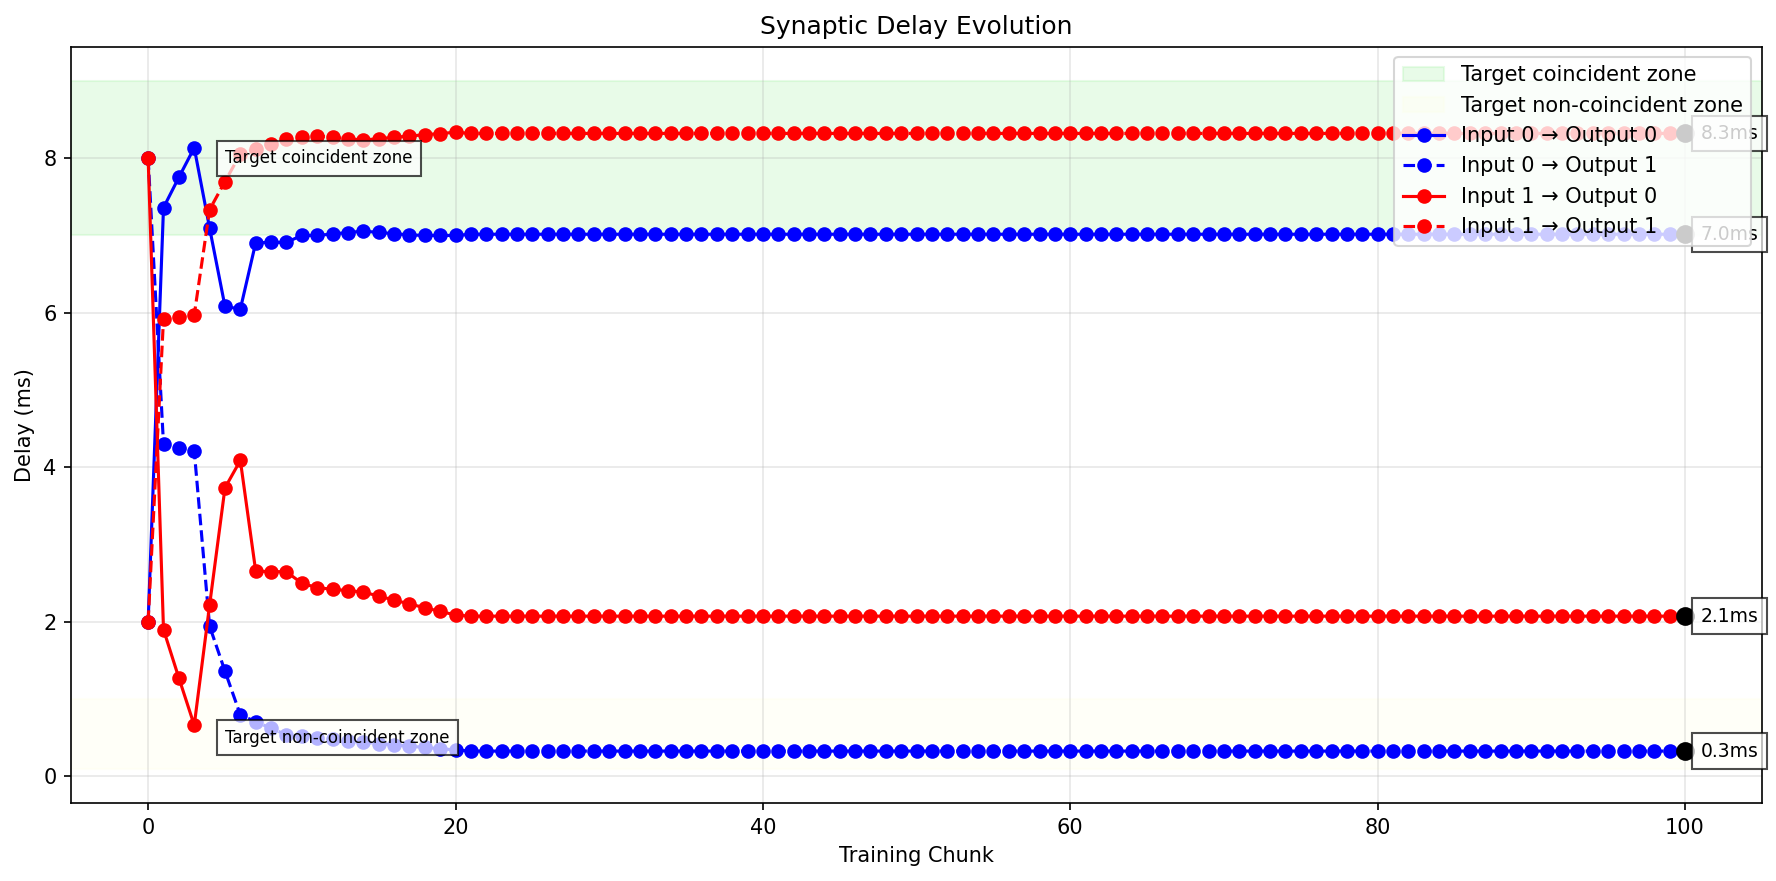 Synaptic Delay Evolution
Target coincident zone
Target non-coincident zone
Input 0 → Output 0
Input 0 → Output 1
Input 1 → Output 0
Input 1 → Output 1
8.3ms
7.0ms
Target coincident zone
2.1ms
Target non-coincident zone
0.3ms
Delay (ms)
8
6
4
2
0
0
20
40
60
80
100
Training Chunk